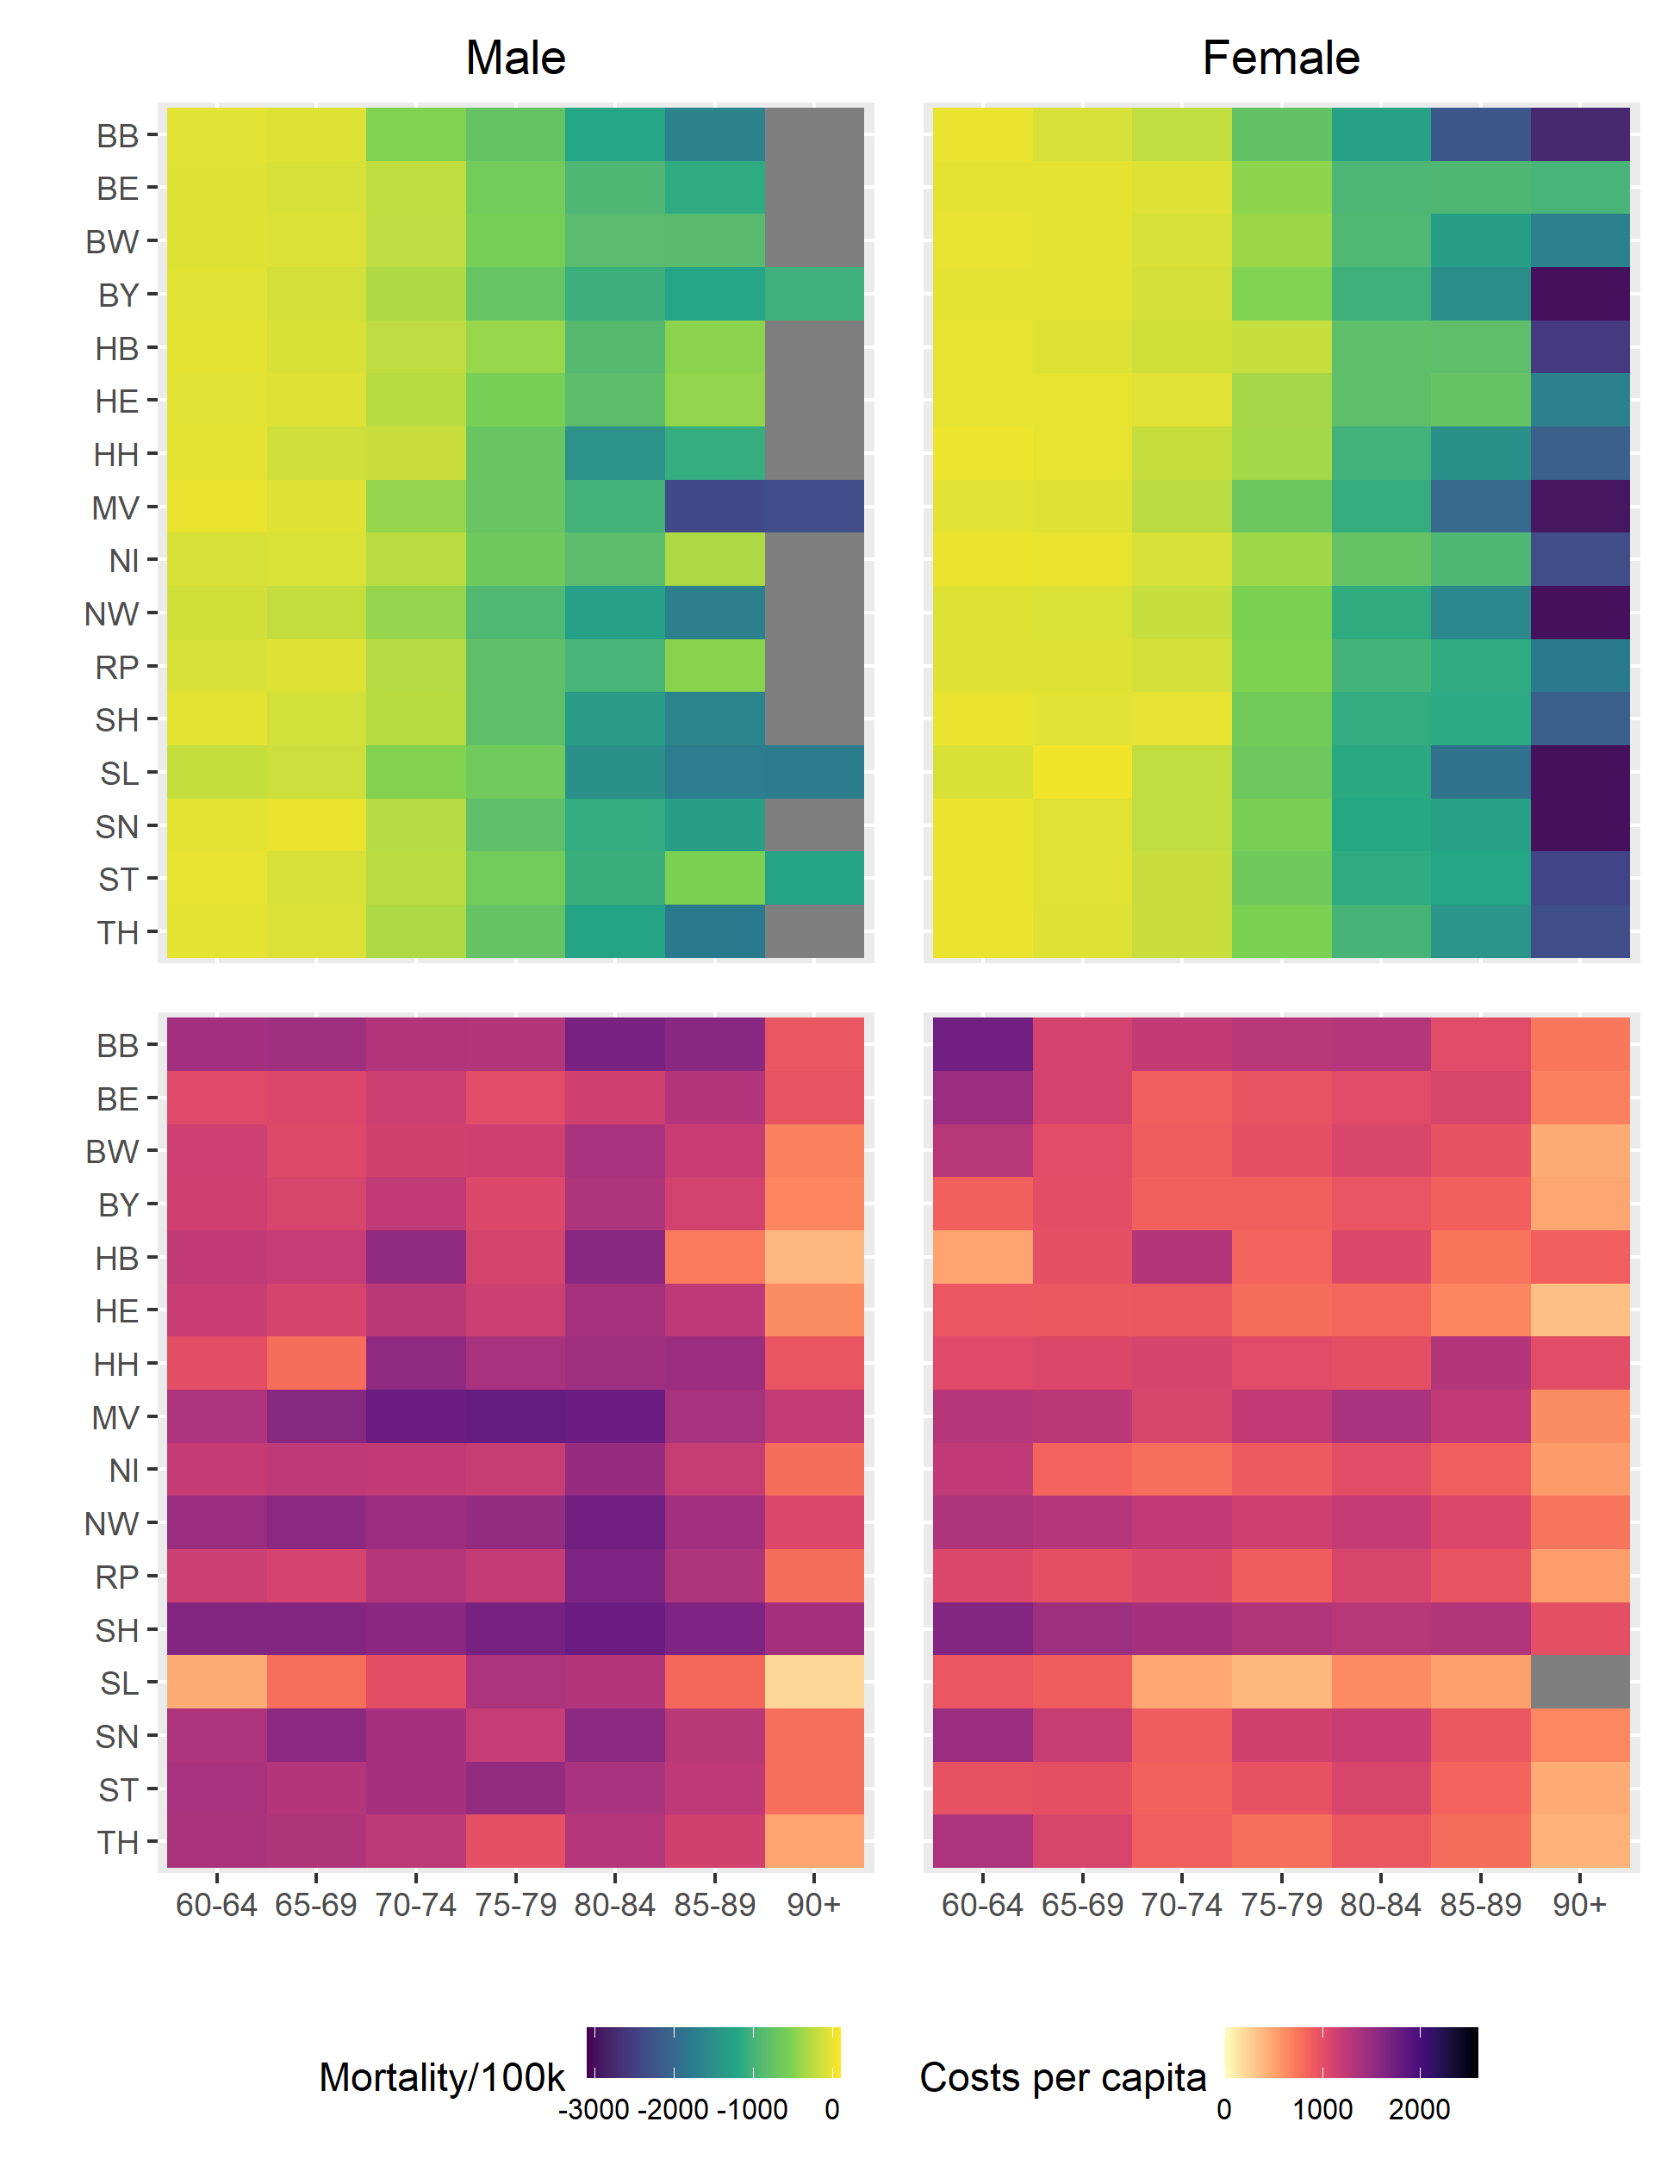 Male Female
BB
BE
BW
BY
HB
HE
HH
MV
NI
NW
RP
SH
SL
SN
ST
TH
BB
BE
BW
BY
HB
HE
HH
MV
NI
NW
RP
SH
SL
SN
ST
TH
60-64 65-69 70-74 75-79 80-84 85-89 90+ 60-64 65-69 70-74 75-79 80-84 85-89 90+
Mortality/100k Costs per capita
-3000 -2000 -1000 0 0 1000 2000